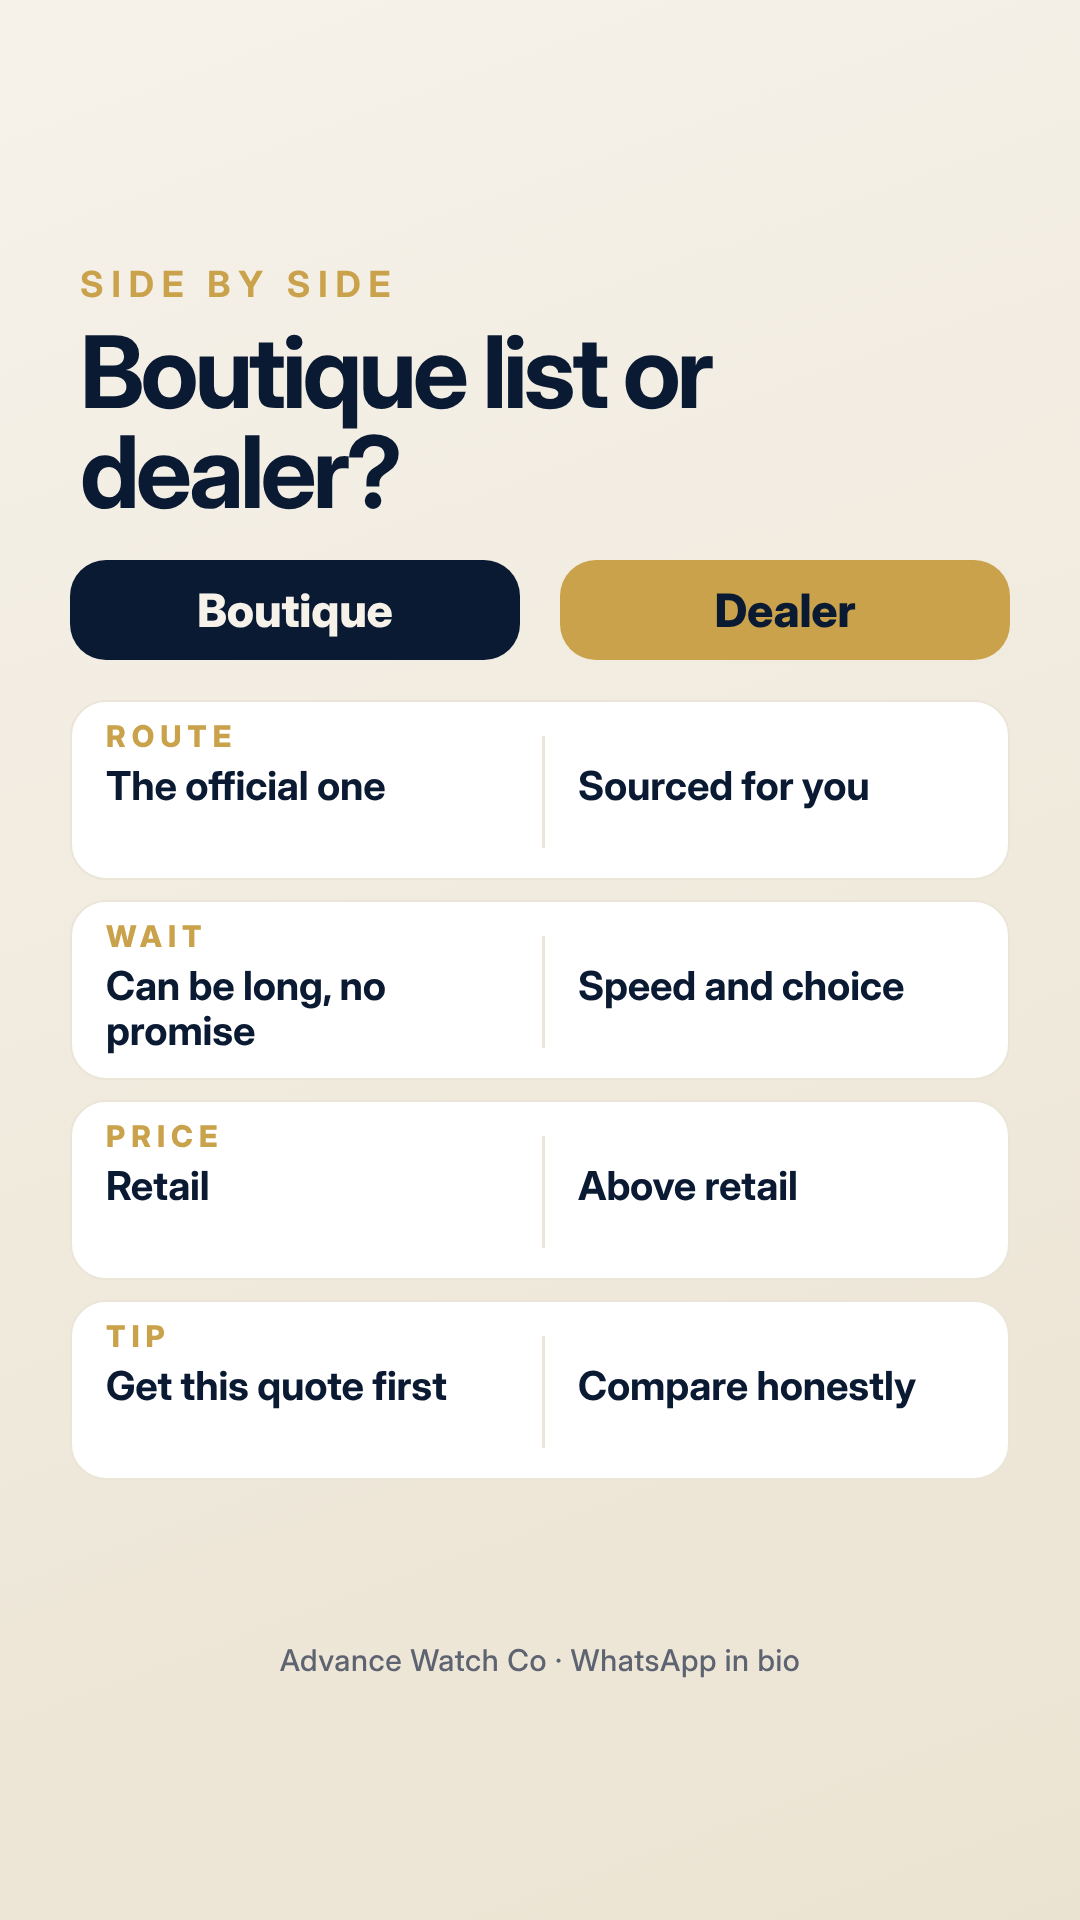 SIDE BY SIDE
Boutique list or
dealer?
Boutique
Dealer
ROUTE
The official one
Sourced for you
WAIT
Can be long, no
promise
Speed and choice
PRICE
Retail
Above retail
TIP
Get this quote first
Compare honestly
Advance Watch Co · WhatsApp in bio